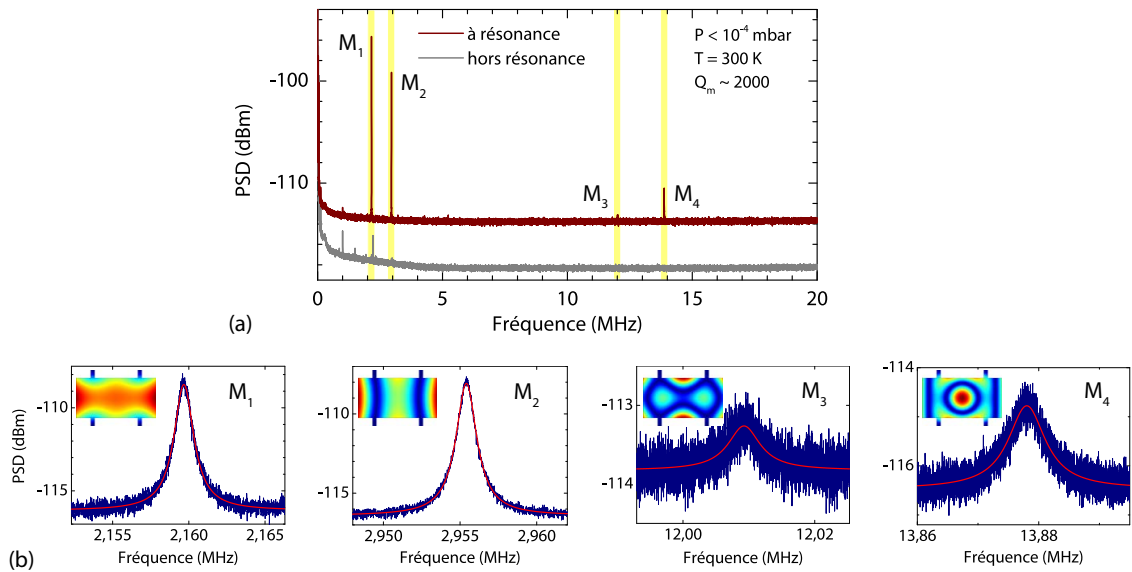 à résonance
hors résonance
P < 10⁻⁴ mbar
T = 300 K
Qₘ ~ 2000
M₁
M₂
M₃
M₄
-100
-110
PSD (dBm)
0 5 10 15 20
Fréquence (MHz)
(a)
M₁
-109
-112
-115
PSD (dBm)
2,155 2,160 2,165
Fréquence (MHz)
M₂
-110
-115
2,950 2,955 2,960
Fréquence (MHz)
M₃
-113
-114
12,00 12,02
Fréquence (MHz)
M₄
-114
-116
13,86 13,88
Fréquence (MHz)
(b)